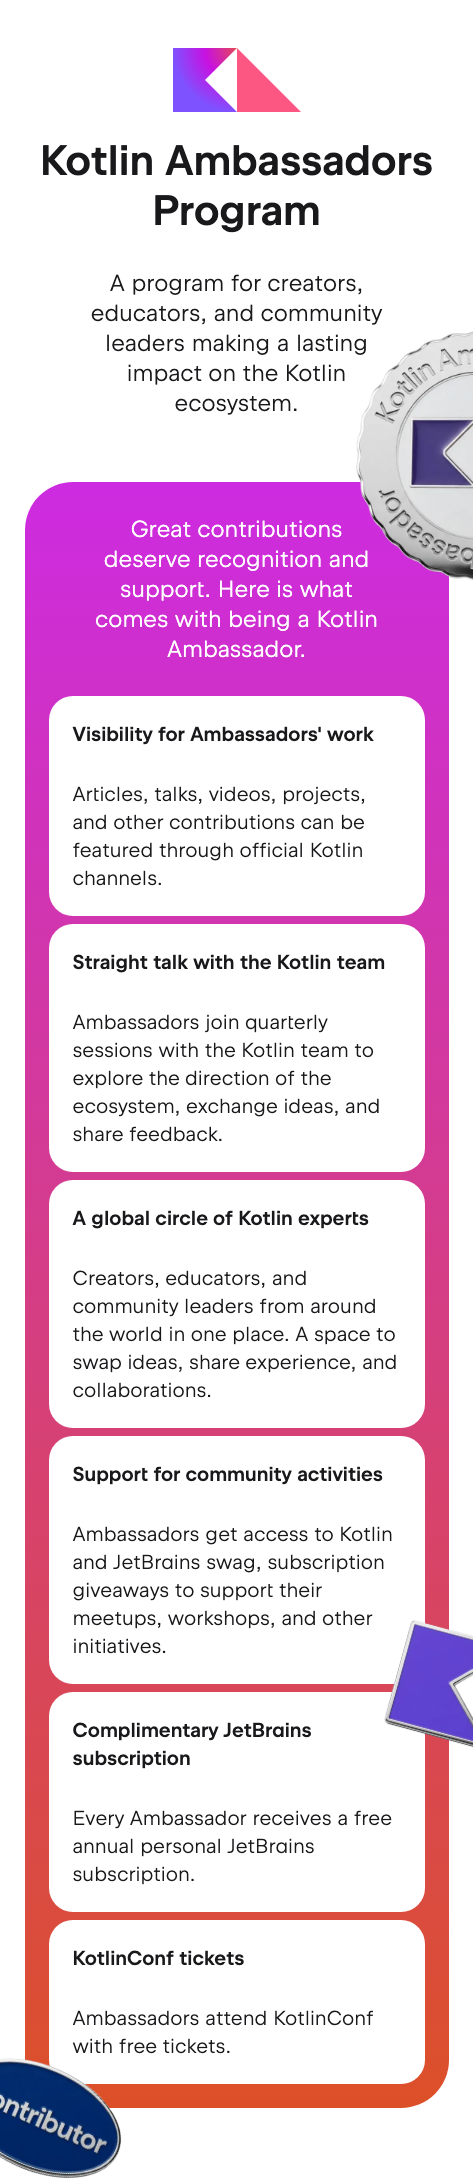 Kotlin Ambassadors
Program
A program for creators,
educators, and community
leaders making a lasting
impact on the Kotlin
ecosystem.
Kotlin
Great contributions
deserve recognition and
support. Here is what
comes with being a Kotlin
Ambassador.
Visibility for Ambassadors' work
Articles, talks, videos, projects,
and other contributions can be
featured through official Kotlin
channels.
Straight talk with the Kotlin team
Ambassadors join quarterly
sessions with the Kotlin team to
explore the direction of the
ecosystem, exchange ideas, and
share feedback.
A global circle of Kotlin experts
Creators, educators, and
community leaders from around
the world in one place. A space to
swap ideas, share experience, and
collaborations.
Support for community activities
Ambassadors get access to Kotlin
and JetBrains swag, subscription
giveaways to support their
meetups, workshops, and other
initiatives.
Complimentary JetBrains
subscription
Every Ambassador receives a free
annual personal JetBrains
subscription.
KotlinConf tickets
Ambassadors attend KotlinConf
with free tickets.
ontributor